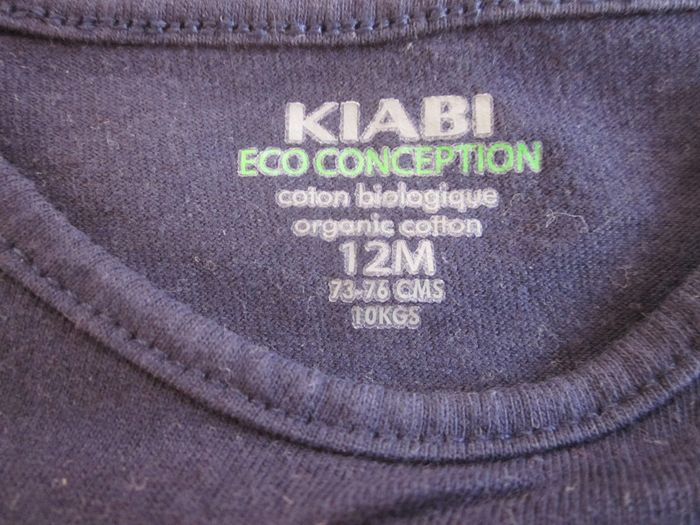 KIABI
ECO CONCEPTION
coton biologique
organic cotton
12M
73-76 CMS
10KGS